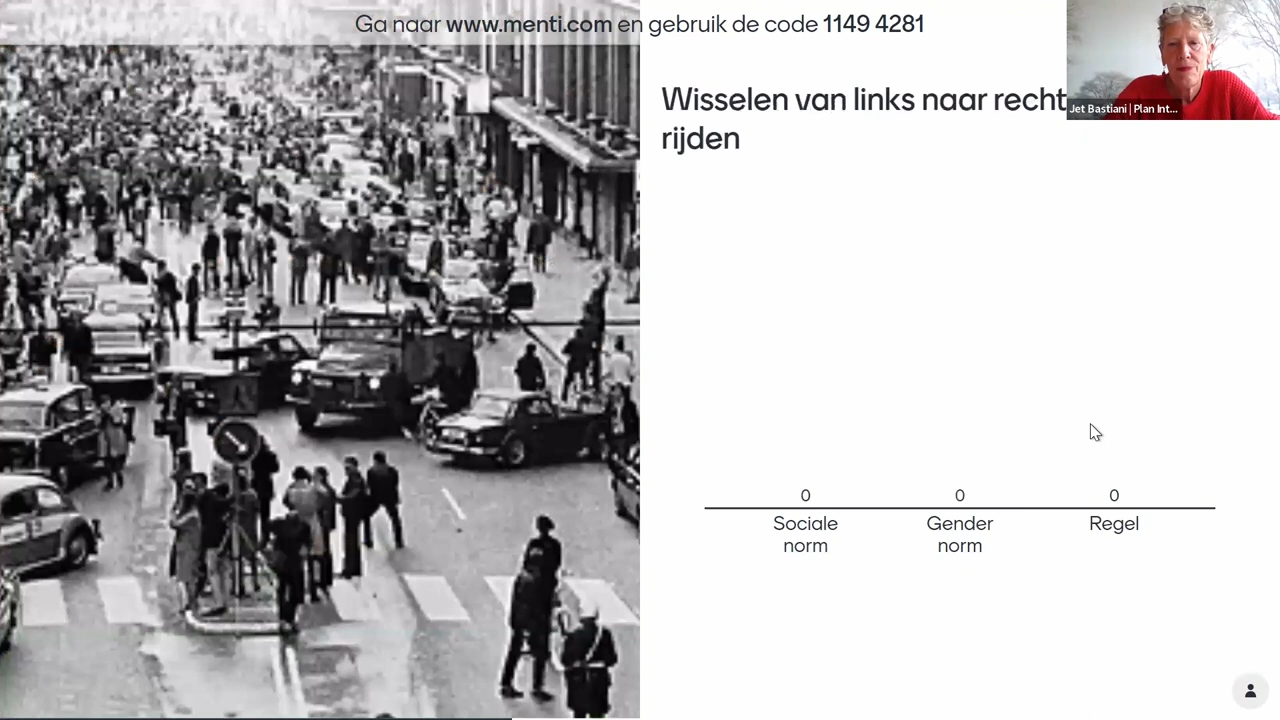 Ga naar www.menti.com en gebruik de code 1149 4281
Wisselen van links naar recht
rijden
Jet Bastiani | Plan Int...
0
0
0
Sociale
norm
Gender
norm
Regel